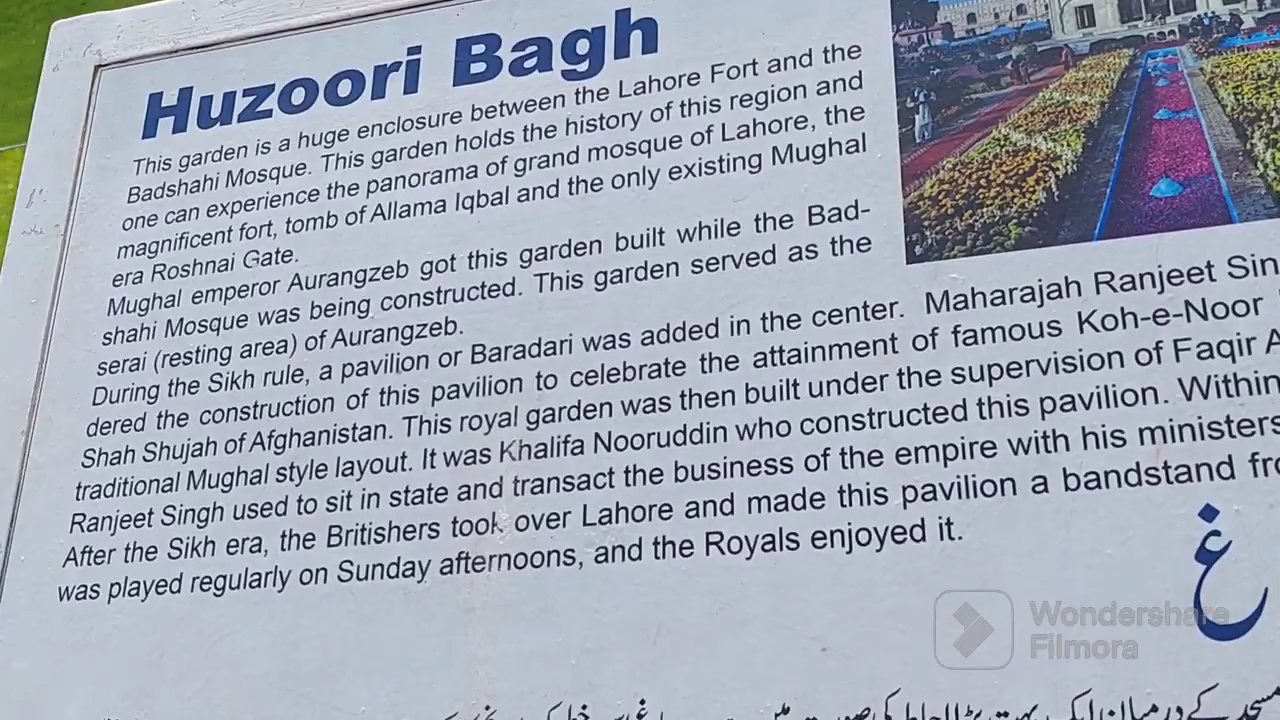 Huzoori Bagh
This garden is a huge enclosure between the Lahore Fort and the
Badshahi Mosque. This garden holds the history of this region and
one can experience the panorama of grand mosque of Lahore, the
magnificent fort, tomb of Allama Iqbal and the only existing Mughal
era Roshnai Gate.
Mughal emperor Aurangzeb got this garden built while the Bad-
shahi Mosque was being constructed. This garden served as the
serai (resting area) of Aurangzeb.
During the Sikh rule, a pavilion or Baradari was added in the center. Maharajah Ranjeet Sin
dered the construction of this pavilion to celebrate the attainment of famous Koh-e-Noor
Shah Shujah of Afghanistan. This royal garden was then built under the supervision of Faqir A
traditional Mughal style layout. It was Khalifa Nooruddin who constructed this pavilion. Within
Ranjeet Singh used to sit in state and transact the business of the empire with his ministers
After the Sikh era, the Britishers took over Lahore and made this pavilion a bandstand fro
was played regularly on Sunday afternoons, and the Royals enjoyed it.
غ
Wondershare
Filmora